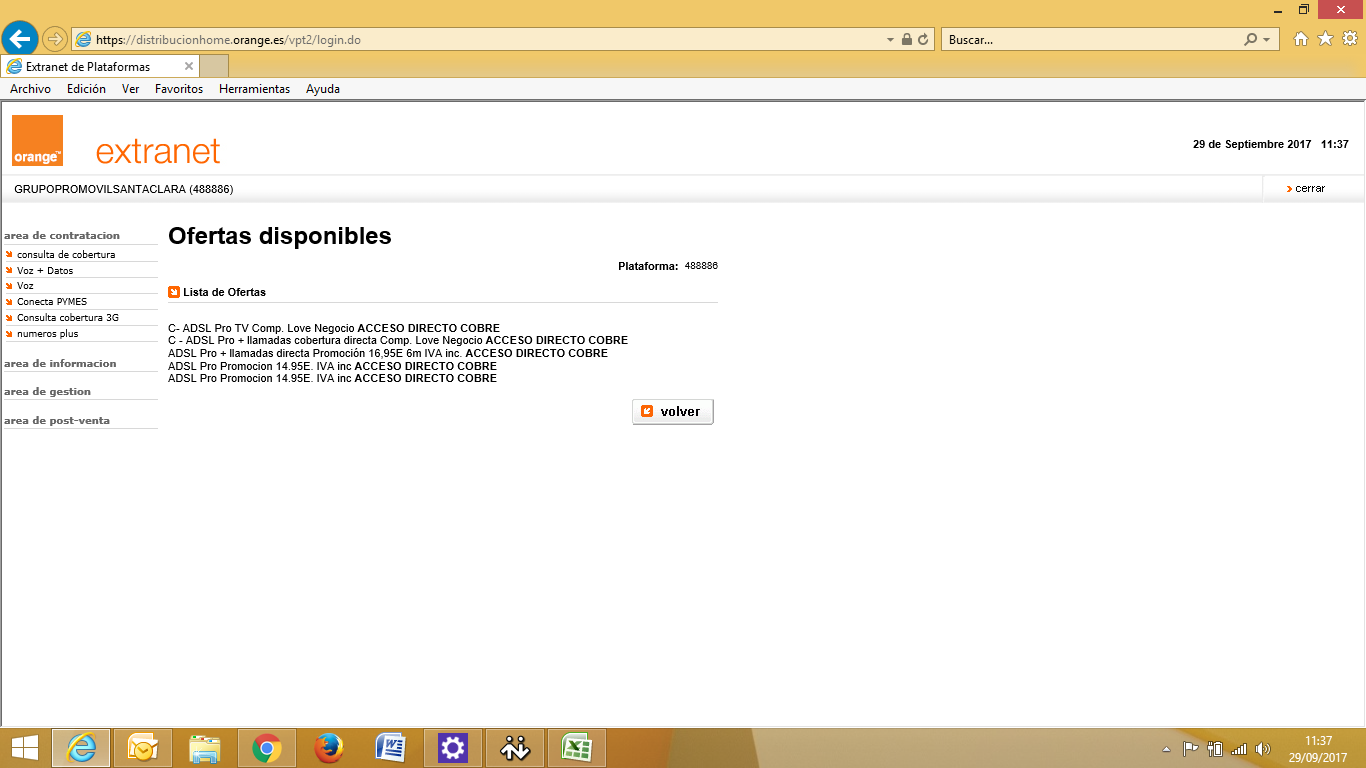 https://distribucionhome.orange.es/vpt2/login.do
Buscar...
Extranet de Plataformas
Archivo Edición Ver Favoritos Herramientas Ayuda
orange™
extranet
29 de Septiembre 2017 11:37
GRUPOPROMOVILSANTACLARA (488886)
cerrar
area de contratacion
consulta de cobertura
Voz + Datos
Voz
Conecta PYMES
Consulta cobertura 3G
numeros plus
area de informacion
area de gestion
area de post-venta
Ofertas disponibles
Plataforma: 488886
Lista de Ofertas
C- ADSL Pro TV Comp. Love Negocio ACCESO DIRECTO COBRE
C - ADSL Pro + llamadas cobertura directa Comp. Love Negocio ACCESO DIRECTO COBRE
ADSL Pro + llamadas directa Promoción 16,95E 6m IVA inc. ACCESO DIRECTO COBRE
ADSL Pro Promocion 14.95E. IVA inc ACCESO DIRECTO COBRE
ADSL Pro Promocion 14.95E. IVA inc ACCESO DIRECTO COBRE
volver
11:37
29/09/2017